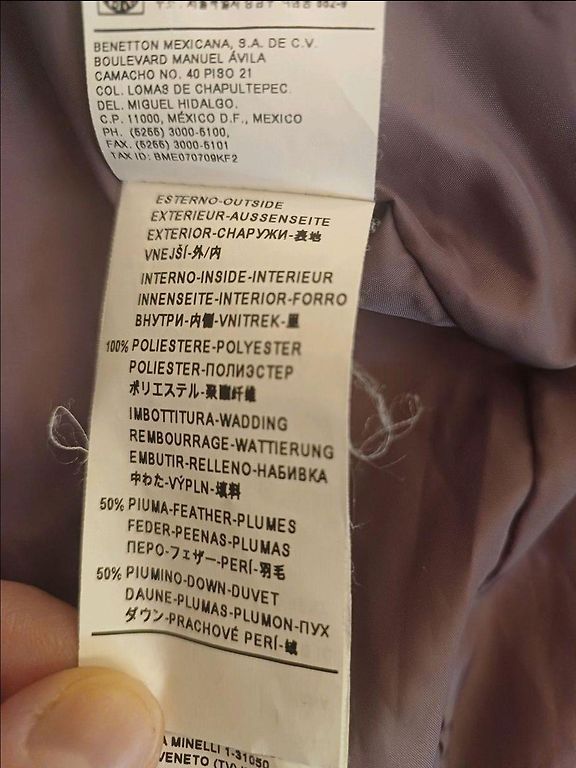 BENETTON MEXICANA, S.A. DE C.V.
BOULEVARD MANUEL ÁVILA
CAMACHO NO. 40 PISO 21
COL. LOMAS DE CHAPULTEPEC.
DEL. MIGUEL HIDALGO.
C.P. 11000, MÉXICO D.F., MEXICO
PH. (5255) 3000-5100,
FAX. (5255) 3000-5101
TAX ID: BME070709KF2
ESTERNO-OUTSIDE
EXTERIEUR-AUSSENSEITE
EXTERIOR-СНАРУЖИ-表地
VNEJŠÍ-外/内
INTERNO-INSIDE-INTERIEUR
INNENSEITE-INTERIOR-FORRO
ВНУТРИ-内側-VNITREK-里
100% POLIESTERE-POLYESTER
POLIESTER-ПОЛИЭСТЕР
ポリエステル-聚酯纤维
IMBOTTITURA-WADDING
REMBOURRAGE-WATTIERUNG
EMBUTIR-RELLENO-НАБИВКА
中わた-VÝPLN-填料
50% PIUMA-FEATHER-PLUMES
FEDER-PEENAS-PLUMAS
ПЕРО-フェザー-PERÍ-羽毛
50% PIUMINO-DOWN-DUVET
DAUNE-PLUMAS-PLUMON-ПУХ
ダウン-PRACHOVÉ PERÍ-绒
A MINELLI 1-31050
VENETO (TV)